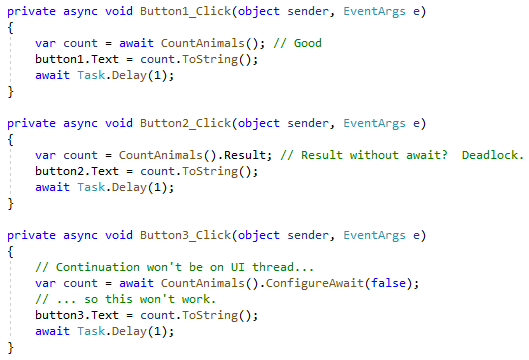 private async void Button1_Click(object sender, EventArgs e)
{
    var count = await CountAnimals(); // Good
    button1.Text = count.ToString();
    await Task.Delay(1);
}
private async void Button2_Click(object sender, EventArgs e)
{
    var count = CountAnimals().Result; // Result without await?  Deadlock.
    button2.Text = count.ToString();
    await Task.Delay(1);
}
private async void Button3_Click(object sender, EventArgs e)
{
    // Continuation won't be on UI thread...
    var count = await CountAnimals().ConfigureAwait(false);
    // ... so this won't work.
    button3.Text = count.ToString();
    await Task.Delay(1);
}